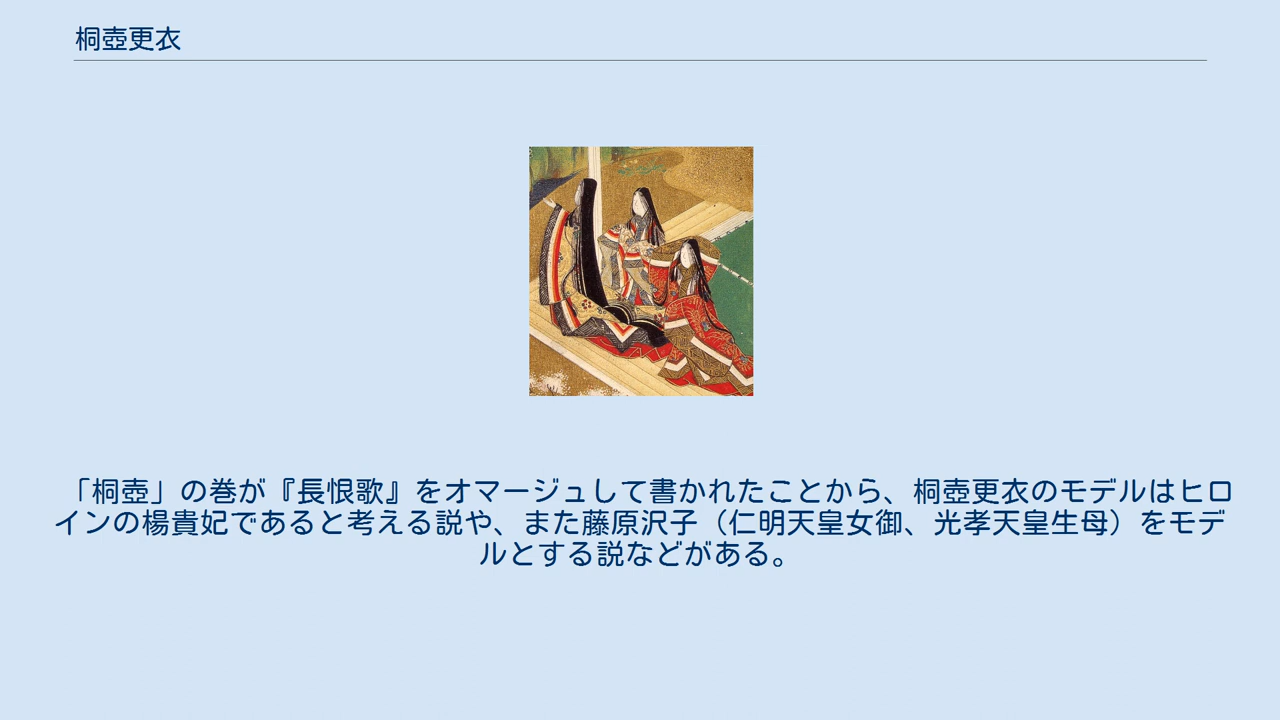 桐壺更衣
「桐壺」の巻が『長恨歌』をオマージュして書かれたことから、桐壺更衣のモデルはヒロ
インの楊貴妃であると考える説や、また藤原沢子（仁明天皇女御、光孝天皇生母）をモデ
ルとする説などがある。